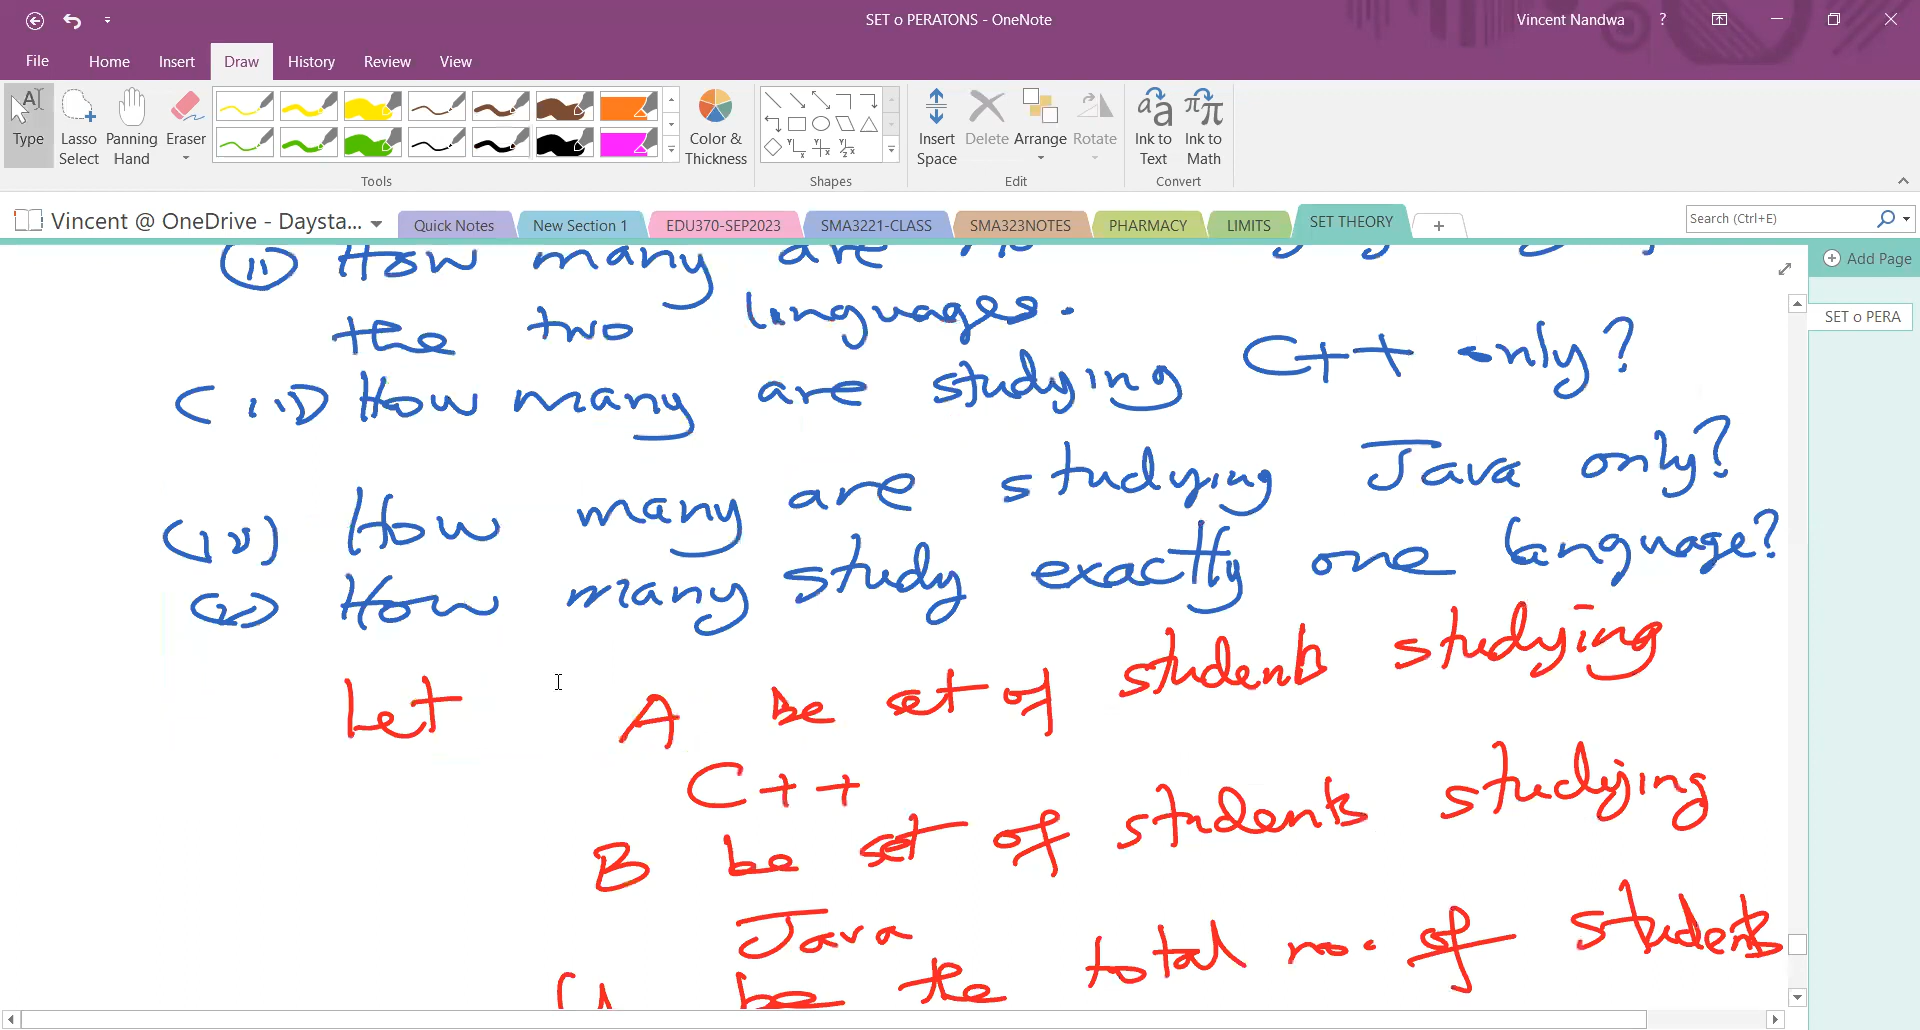 SET o PERATONS - OneNote
Vincent Nandwa
?
File
Home
Insert
Draw
History
Review
View
Type
Lasso Select
Panning Hand
Eraser
Color & Thickness
Insert Space
Delete
Arrange
Rotate
Ink to Text
Ink to Math
Tools
Shapes
Edit
Convert
Vincent @ OneDrive - Daysta...
Quick Notes
New Section 1
EDU370-SEP2023
SMA3221-CLASS
SMA323NOTES
PHARMACY
LIMITS
SET THEORY
Search (Ctrl+E)
Add Page
SET o PERA
(ii) How many are
the two languages.
(iii) How many are studying C++ only?
(iv) How many are studying Java only?
(v) How many study exactly one language?
Let A be set of students studying
C++
B be set of students studying
Java
U be the total no. of students